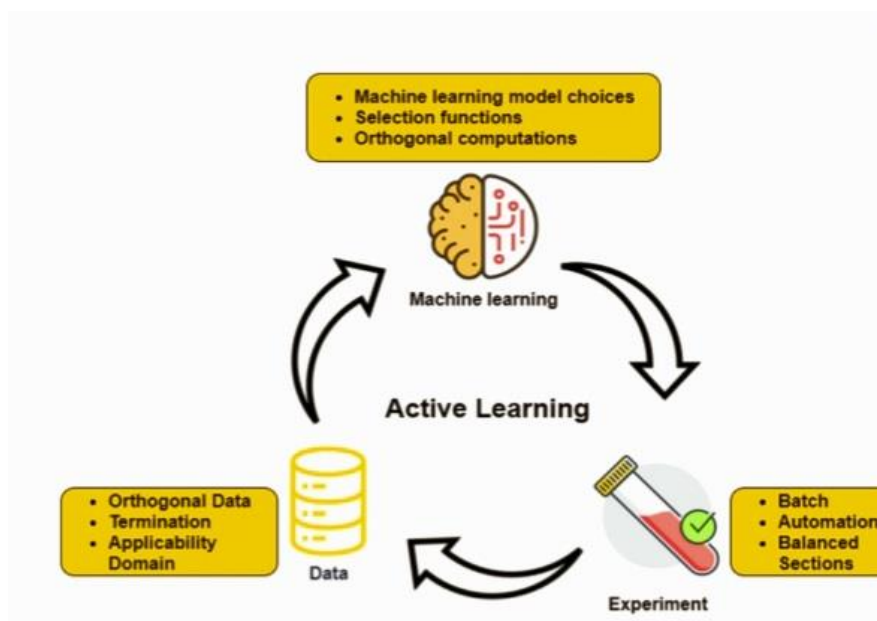 • Machine learning model choices
• Selection functions
• Orthogonal computations
Machine learning
Active Learning
• Orthogonal Data
• Termination
• Applicability
Domain
Data
• Batch
• Automation
• Balanced
Sections
Experiment